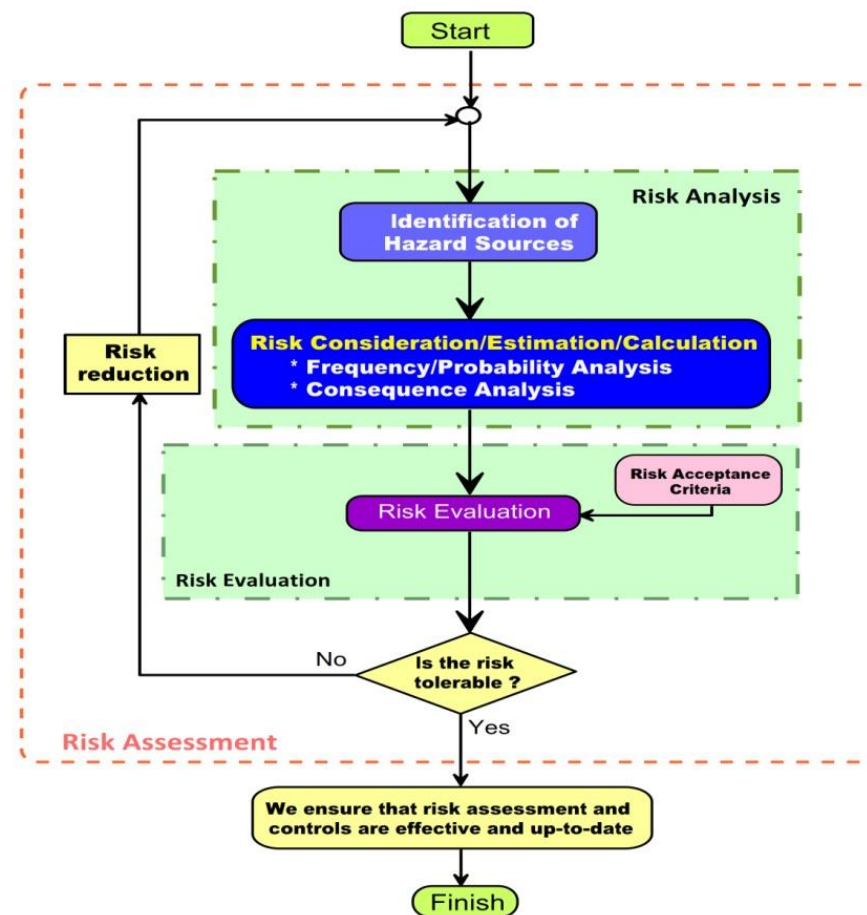 Start
Risk Analysis
Identification of
Hazard Sources
Risk Consideration/Estimation/Calculation
* Frequency/Probability Analysis
* Consequence Analysis
Risk
reduction
Risk Acceptance
Criteria
Risk Evaluation
Risk Evaluation
No
Is the risk
tolerable ?
Yes
Risk Assessment
We ensure that risk assessment and
controls are effective and up-to-date
Finish